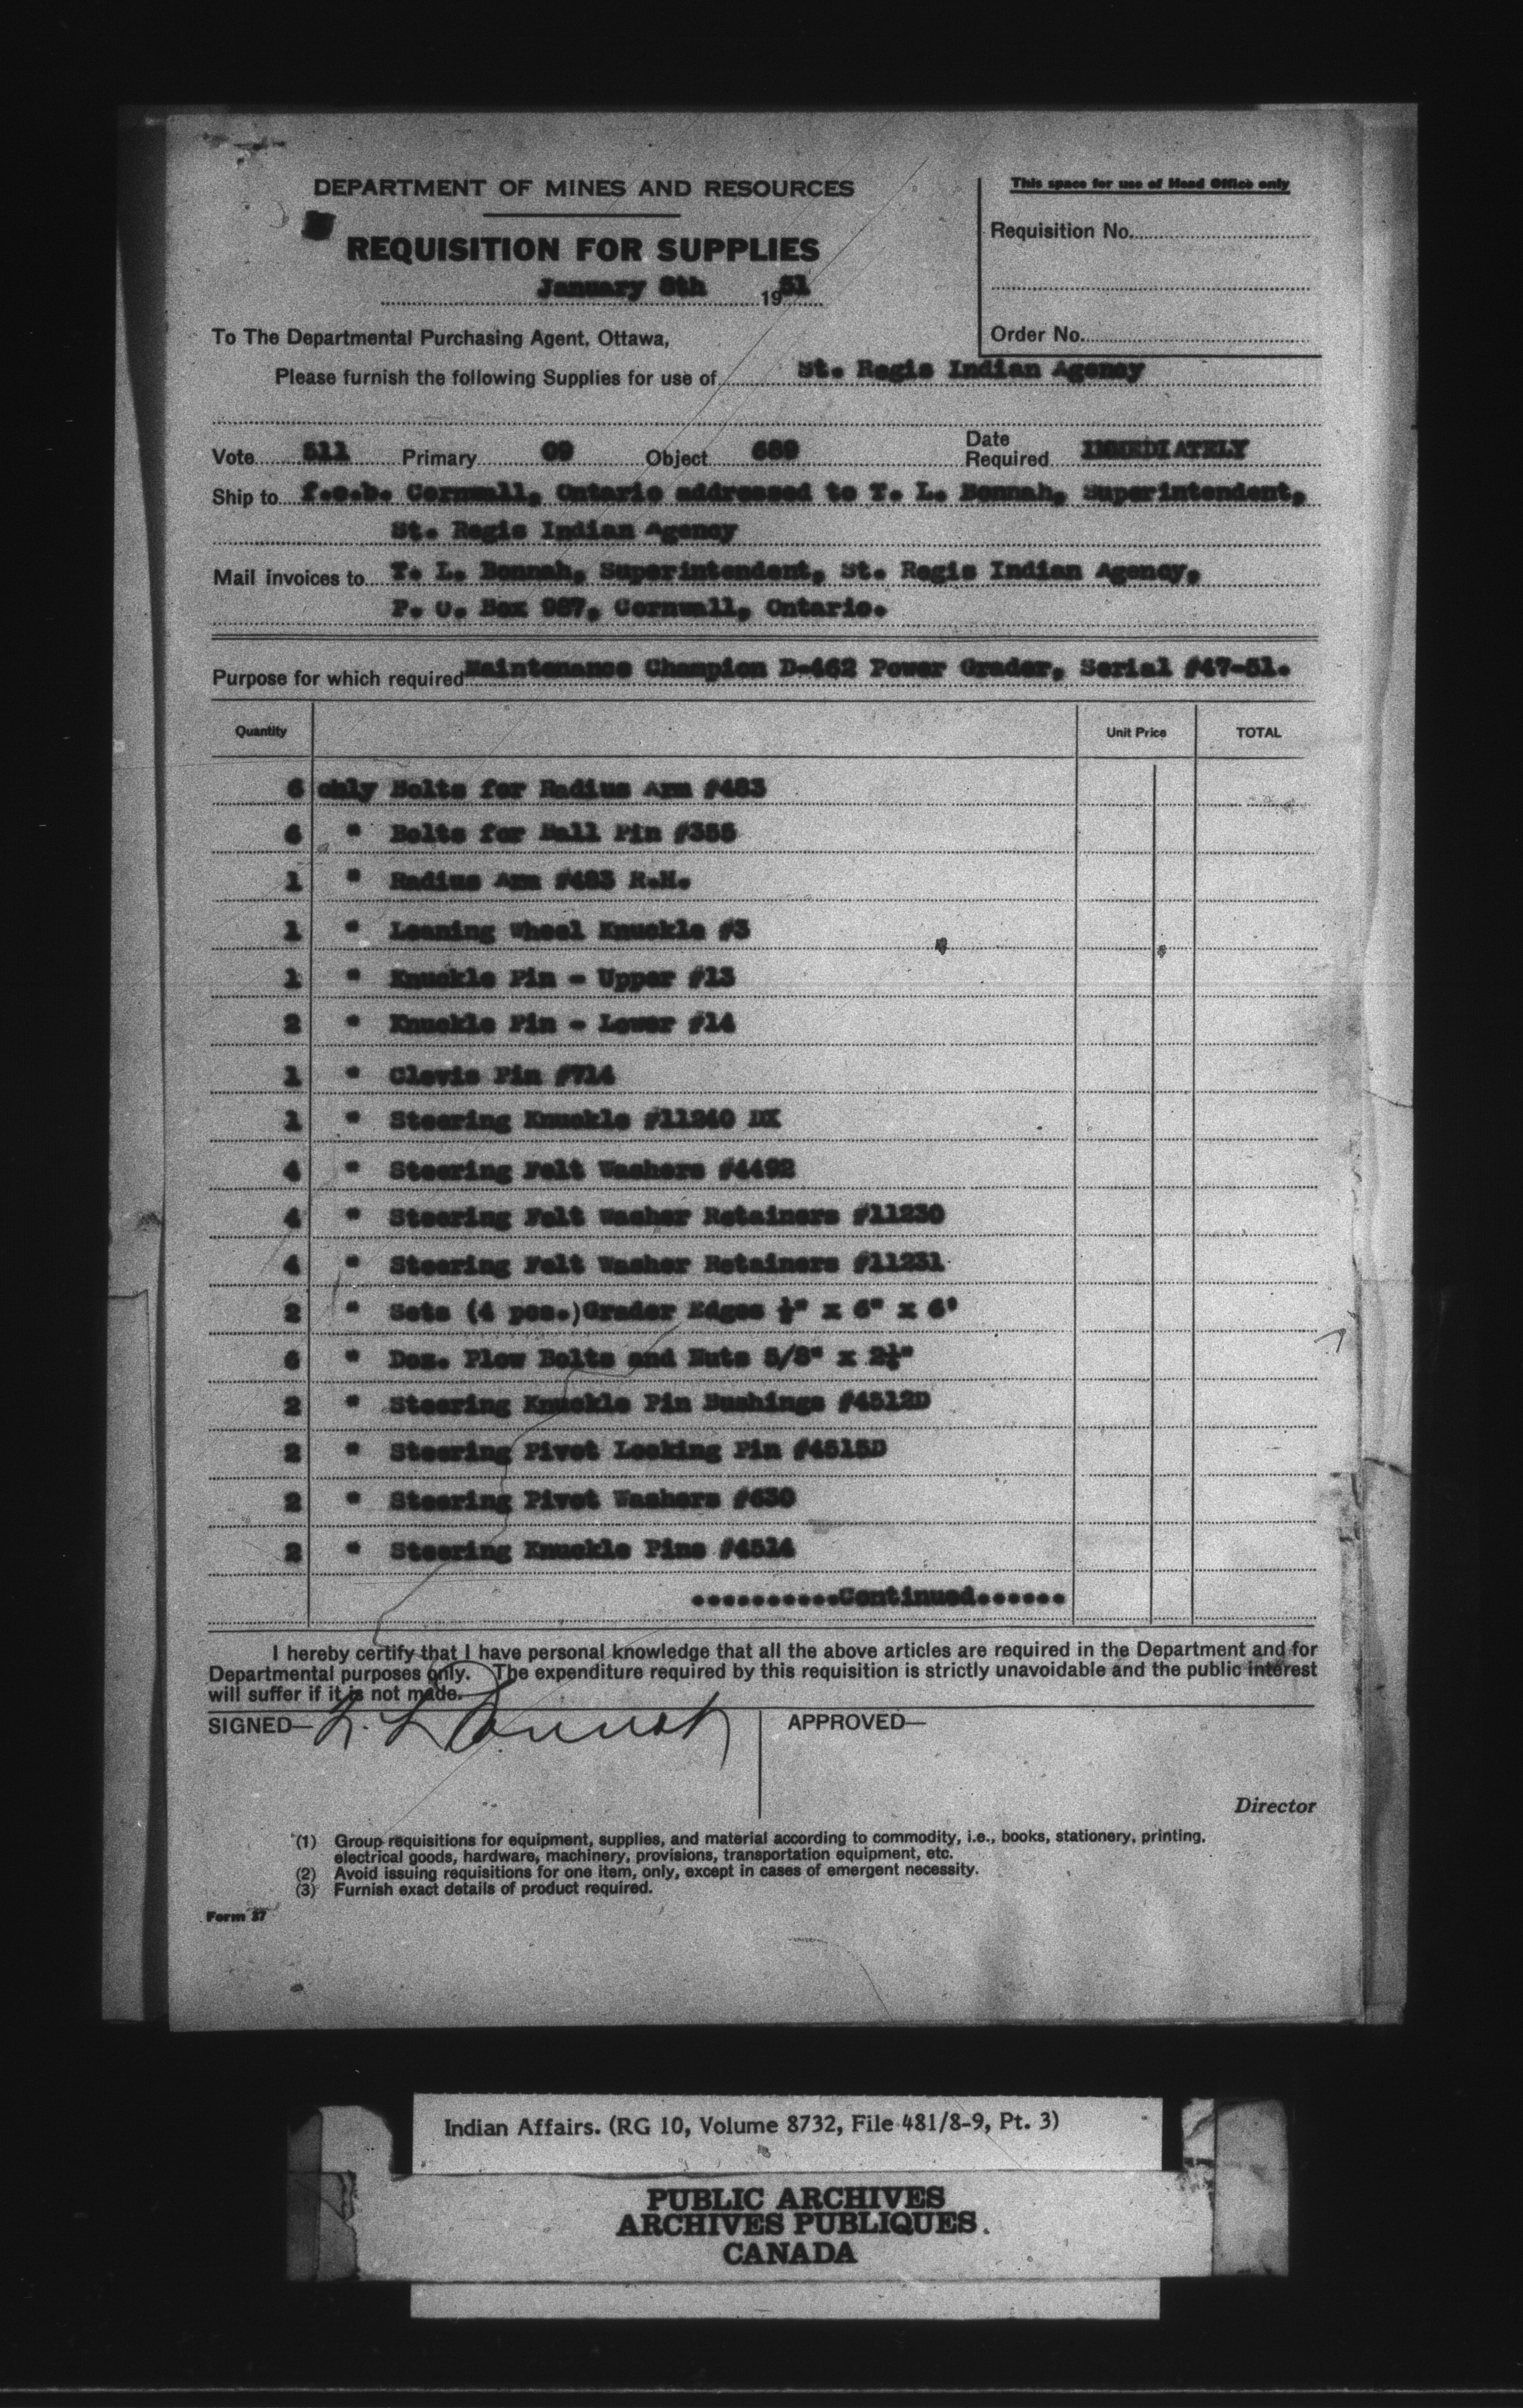 DEPARTMENT OF MINES AND RESOURCES
REQUISITION FOR SUPPLIES
January 8th 1951
This space for use of Head Office only
Requisition No.
Order No.
To The Departmental Purchasing Agent, Ottawa,
Please furnish the following Supplies for use of St. Regis Indian Agency
Vote 511 Primary 09 Object 689 Date Required IMMEDIATELY
Ship to f.o.b. Cornwall, Ontario addressed to T. L. Bonnah, Superintendent,
St. Regis Indian Agency
Mail invoices to T. L. Bonnah, Superintendent, St. Regis Indian Agency,
P. O. Box 967, Cornwall, Ontario.
Purpose for which required Maintenance Champion D-462 Power Grader, Serial #47-51.
Quantity Unit Price TOTAL
6 only Bolts for Radius Arm #483
6 " Bolts for Ball Pin #355
1 " Radius Arm #483 R.H.
1 " Leaning Wheel Knuckle #3
1 " Knuckle Pin - Upper #13
2 " Knuckle Pin - Lower #14
1 " Clevis Pin #714
1 " Steering Knuckle #11240 DX
4 " Steering Felt Washers #4492
4 " Steering Felt Washer Retainers #11230
4 " Steering Felt Washer Retainers #11231
2 " Sets (4 pcs.)Grader Edges ½" x 6" x 6'
6 " Doz. Plow Bolts and Nuts 5/8" x 2½"
2 " Steering Knuckle Pin Bushings #4512D
2 " Steering Pivot Locking Pin #4515D
2 " Steering Pivot Washers #630
2 " Steering Knuckle Pins #4514
..........Continued......
I hereby certify that I have personal knowledge that all the above articles are required in the Department and for
Departmental purposes only. The expenditure required by this requisition is strictly unavoidable and the public interest
will suffer if it is not made.
SIGNED— T. L. Bonnah APPROVED—
Director
(1) Group requisitions for equipment, supplies, and material according to commodity, i.e., books, stationery, printing,
electrical goods, hardware, machinery, provisions, transportation equipment, etc.
(2) Avoid issuing requisitions for one item, only, except in cases of emergent necessity.
(3) Furnish exact details of product required.
Form 27
Indian Affairs. (RG 10, Volume 8732, File 481/8-9, Pt. 3)
PUBLIC ARCHIVES
ARCHIVES PUBLIQUES
CANADA